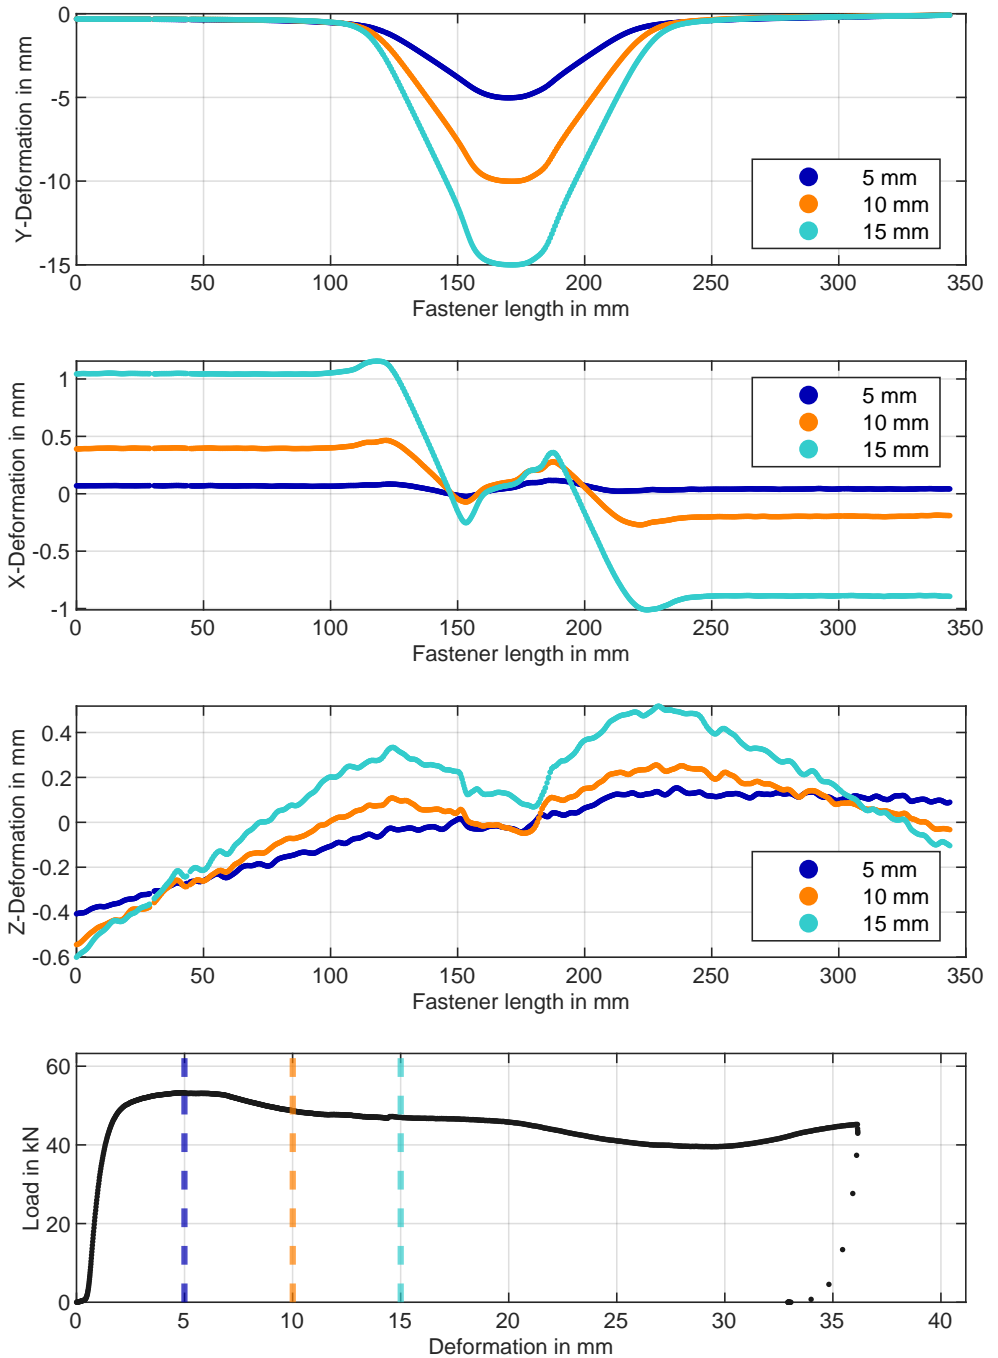 0
-5
-10
-15
Y-Deformation in mm
5 mm
10 mm
15 mm
0 50 100 150 200 250 300 350
Fastener length in mm
1
0.5
0
-0.5
-1
X-Deformation in mm
5 mm
10 mm
15 mm
0 50 100 150 200 250 300 350
Fastener length in mm
0.4
0.2
0
-0.2
-0.4
-0.6
Z-Deformation in mm
5 mm
10 mm
15 mm
0 50 100 150 200 250 300 350
Fastener length in mm
60
40
20
0
Load in kN
0 5 10 15 20 25 30 35 40
Deformation in mm